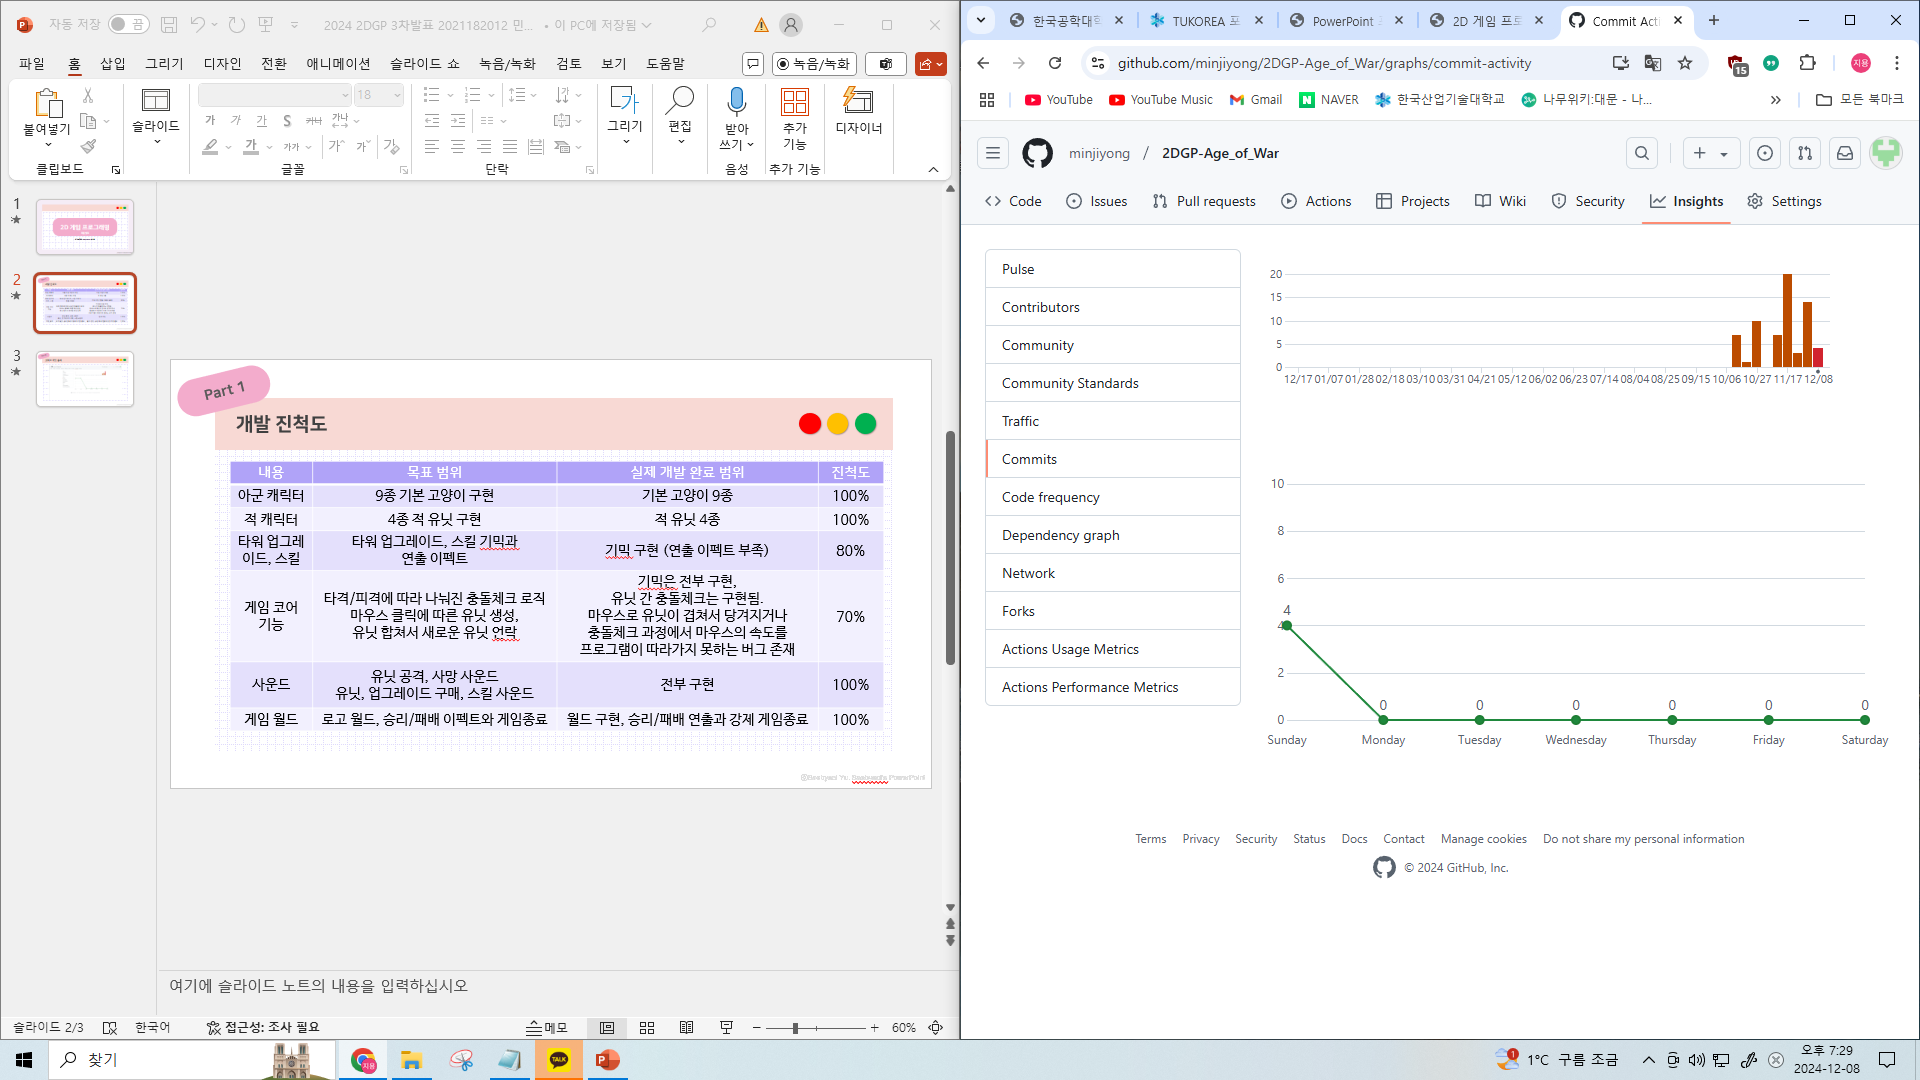 자동 저장
끔
2024 2DGP 3차발표 2021182012 민... • 이 PC에 저장됨
파일 홈 삽입 그리기 디자인 전환 애니메이션 슬라이드 쇼 녹음/녹화 검토 보기 도움말
녹음/녹화
붙여넣기
슬라이드
18
그리기
편집
받아
쓰기
추가
기능
디자이너
클립보드
글꼴
단락
음성
추가 기능
1
2D 게임 프로그래밍
2
3
Part 1
개발 진척도
내용 목표 범위 실제 개발 완료 범위 진척도
아군 캐릭터 9종 기본 고양이 구현 기본 고양이 9종 100%
적 캐릭터 4종 적 유닛 구현 적 유닛 4종 100%
타워 업그레
이드, 스킬
타워 업그레이드, 스킬 기믹과
연출 이펙트
기믹 구현 (연출 이펙트 부족)
80%
게임 코어
기능
타격/피격에 따라 나눠진 충돌체크 로직
마우스 클릭에 따른 유닛 생성,
유닛 합쳐서 새로운 유닛 언락
기믹은 전부 구현,
유닛 간 충돌체크는 구현됨.
마우스로 유닛이 겹쳐서 당겨지거나
충돌체크 과정에서 마우스의 속도를
프로그램이 따라가지 못하는 버그 존재
70%
사운드
유닛 공격, 사망 사운드
유닛, 업그레이드 구매, 스킬 사운드
전부 구현
100%
게임 월드 로고 월드, 승리/패배 이펙트와 게임종료 월드 구현, 승리/패배 연출과 강제 게임종료 100%
여기에 슬라이드 노트의 내용을 입력하십시오
슬라이드 2/3 한국어 접근성: 조사 필요 메모 60%
한국공학대학 TUKOREA 포 PowerPoint 2D 게임 프로 Commit Acti
github.com/minjiyong/2DGP-Age_of_War/graphs/commit-activity
15
지용
YouTube YouTube Music Gmail NAVER 한국산업기술대학교 나무위키:대문 - 나... 모든 북마크
minjiyong / 2DGP-Age_of_War
Code Issues Pull requests Actions Projects Wiki Security Insights Settings
Pulse
Contributors
Community
Community Standards
Traffic
Commits
Code frequency
Dependency graph
Network
Forks
Actions Usage Metrics
Actions Performance Metrics
20
15
10
5
0
12/17 01/07 01/28 02/18 03/10 03/31 04/21 05/12 06/02 06/23 07/14 08/04 08/25 09/15 10/06 10/27 11/17 12/08
10
8
6
4
4
2
0
0 0 0 0 0 0
Sunday Monday Tuesday Wednesday Thursday Friday Saturday
Terms Privacy Security Status Docs Contact Manage cookies Do not share my personal information
© 2024 GitHub, Inc.
찾기
지용
TALK
1
1°C 구름 조금
오후 7:29
2024-12-08